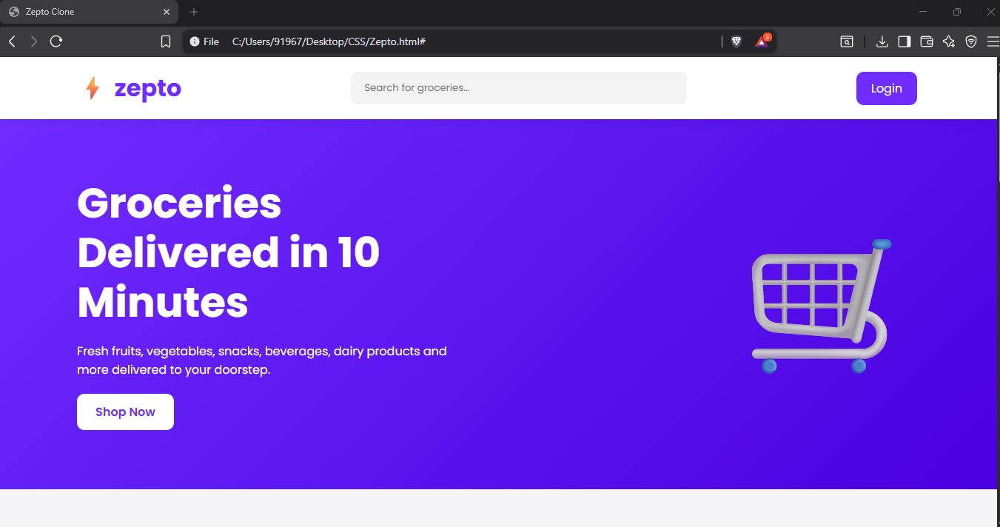 Zepto Clone
File C:/Users/91967/Desktop/CSS/Zepto.html#
2
zepto
Search for groceries...
Login
Groceries
Delivered in 10
Minutes
Fresh fruits, vegetables, snacks, beverages, dairy products and
more delivered to your doorstep.
Shop Now